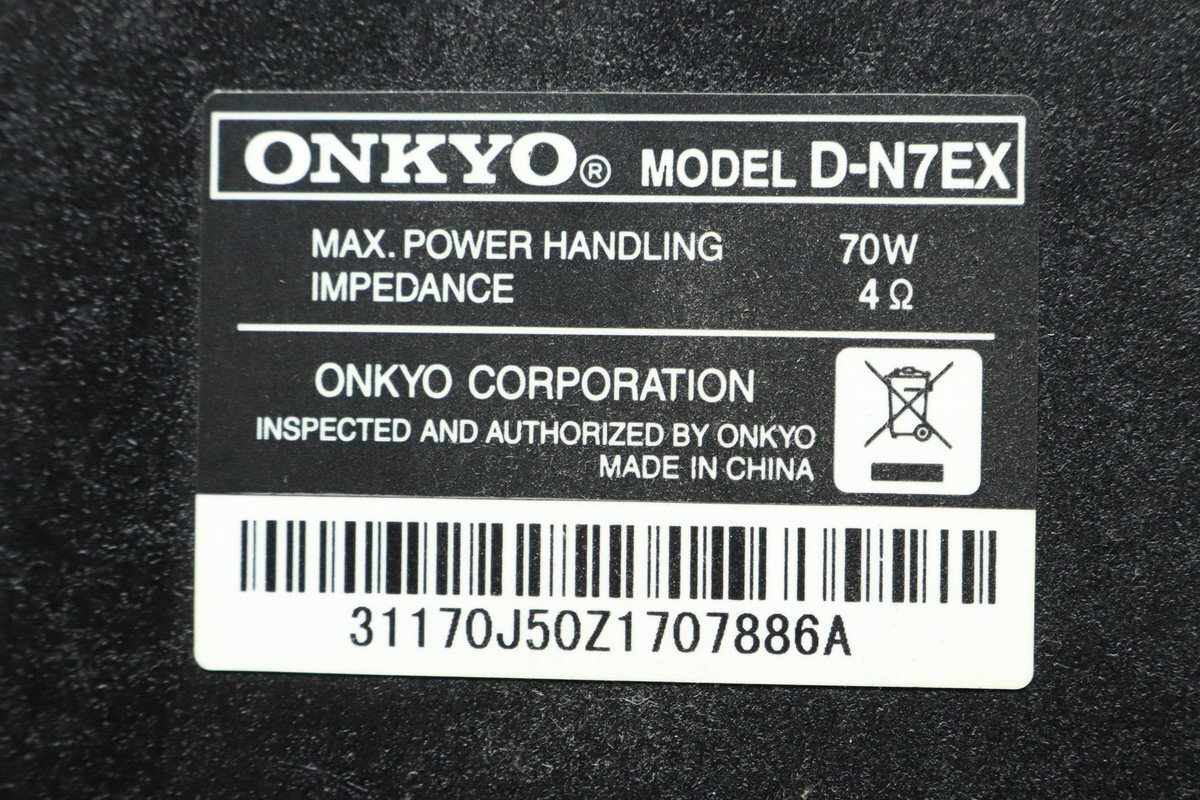 ONKYO® MODEL D-N7EX
MAX. POWER HANDLING 70W
IMPEDANCE 4 Ω
ONKYO CORPORATION
INSPECTED AND AUTHORIZED BY ONKYO
MADE IN CHINA
31170J50Z1707886A